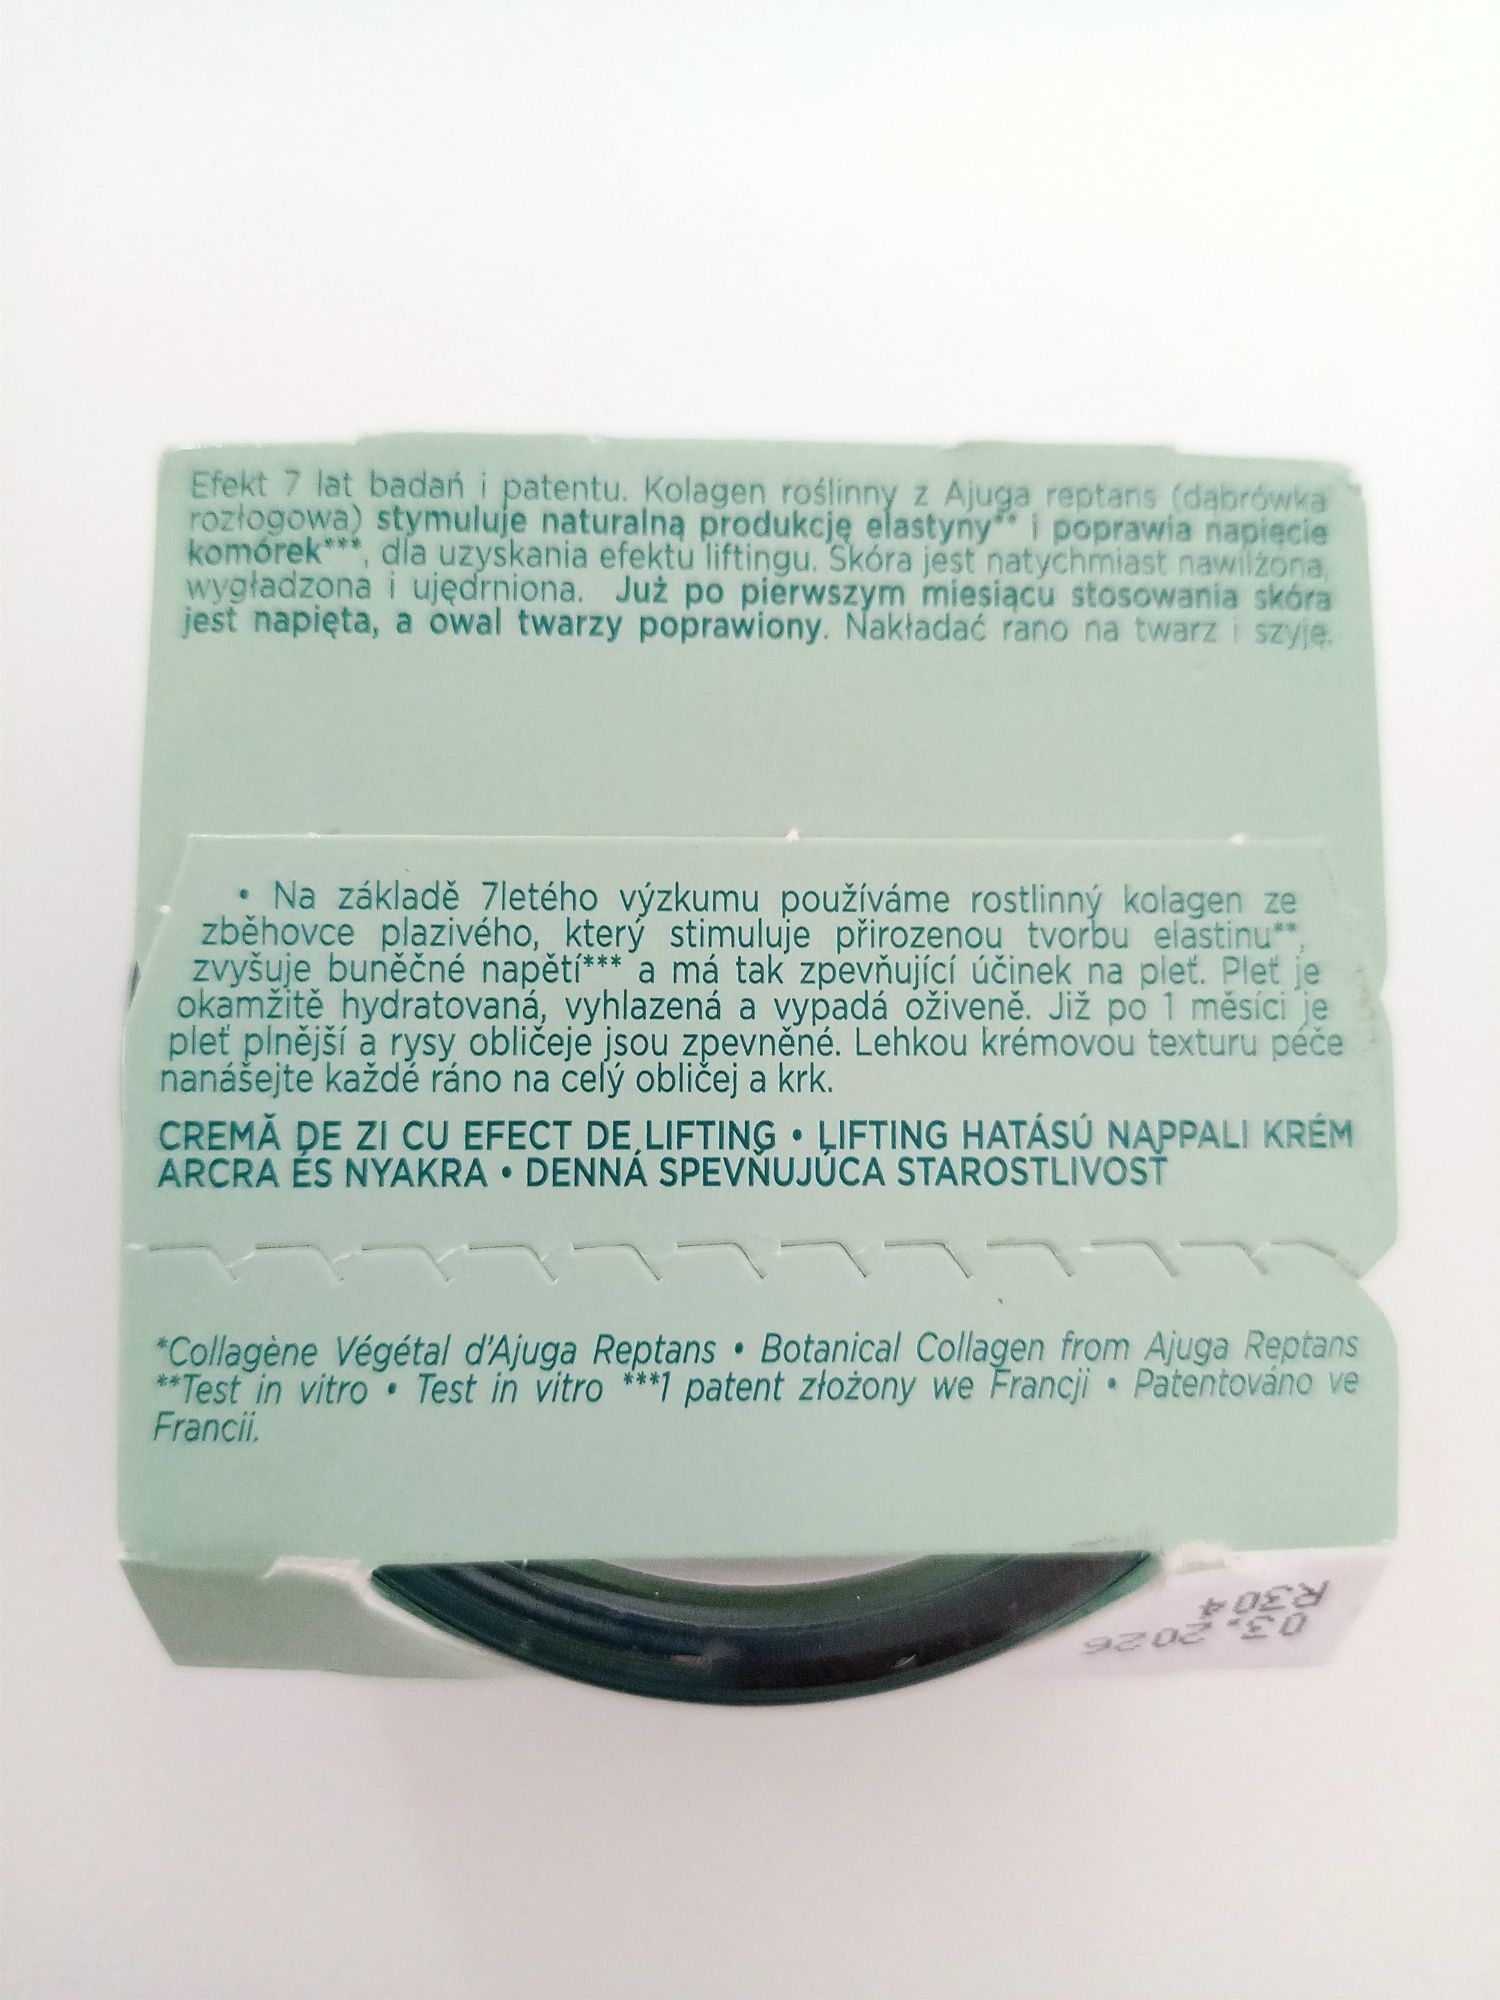 Efekt 7 lat badań i patentu. Kolagen roślinny z Ajuga reptans (dąbrówka
rozłogowa) stymuluje naturalną produkcję elastyny** i poprawia napięcie
komórek***, dla uzyskania efektu liftingu. Skóra jest natychmiast nawilżona,
wygładzona i ujędrniona. Już po pierwszym miesiącu stosowania skóra
jest napięta, a owal twarzy poprawiony. Nakładać rano na twarz i szyję.
• Na základě 7letého výzkumu používáme rostlinný kolagen ze
zběhovce plazivého, který stimuluje přirozenou tvorbu elastinu**,
zvyšuje buněčné napětí*** a má tak zpevňující účinek na pleť. Pleť je
okamžitě hydratovaná, vyhlazená a vypadá oživeně. Již po 1 měsíci je
pleť plnější a rysy obličeje jsou zpevněné. Lehkou krémovou texturu péče
nanášejte každé ráno na celý obličej a krk.
CREMĂ DE ZI CU EFECT DE LIFTING • LIFTING HATÁSÚ NAPPALI KRÉM
ARCRA ÉS NYAKRA • DENNÁ SPEVŇUJÚCA STAROSTLIVOSŤ
*Collagène Végétal d'Ajuga Reptans • Botanical Collagen from Ajuga Reptans
**Test in vitro • Test in vitro ***1 patent złożony we Francji • Patentováno ve
Francii.
R304
03.2026